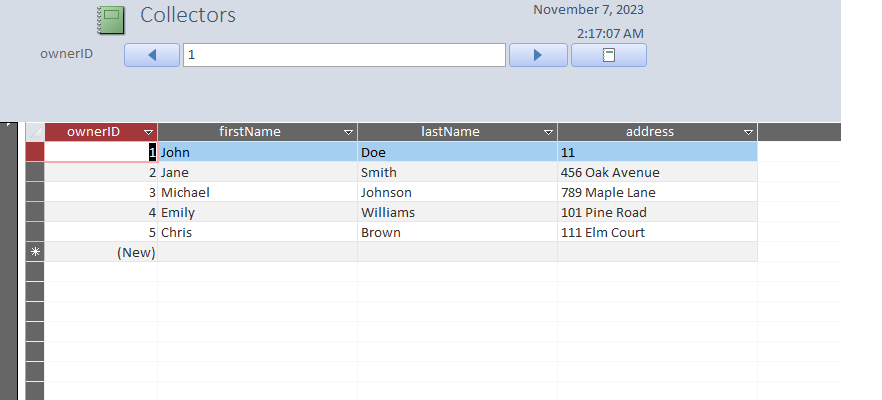 Collectors
November 7, 2023
2:17:07 AM
ownerID 1
ownerID firstName lastName address
1 John Doe 11
2 Jane Smith 456 Oak Avenue
3 Michael Johnson 789 Maple Lane
4 Emily Williams 101 Pine Road
5 Chris Brown 111 Elm Court
(New)